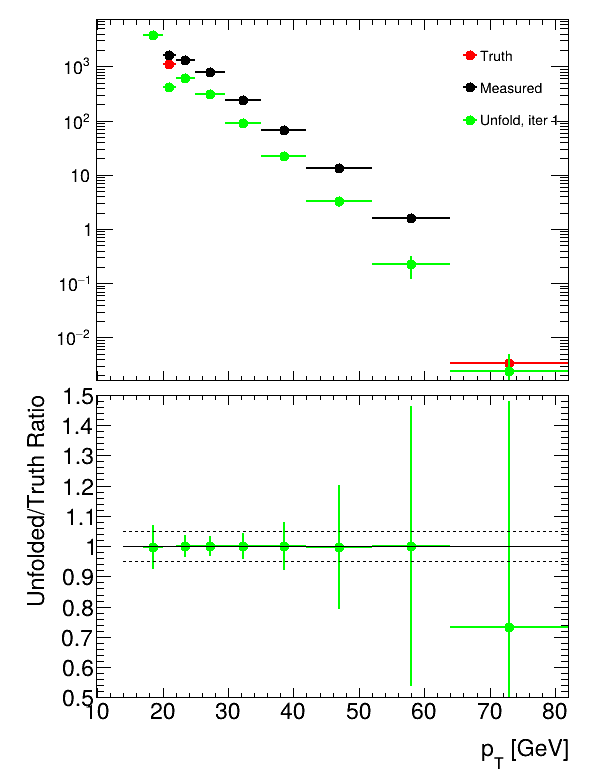 10³
10²
10
1
10⁻¹
10⁻²
Truth
Measured
Unfold, iter 1
Unfolded/Truth Ratio
1.5
1.4
1.3
1.2
1.1
1
0.9
0.8
0.7
0.6
0.5
10 20 30 40 50 60 70 80
p_T [GeV]